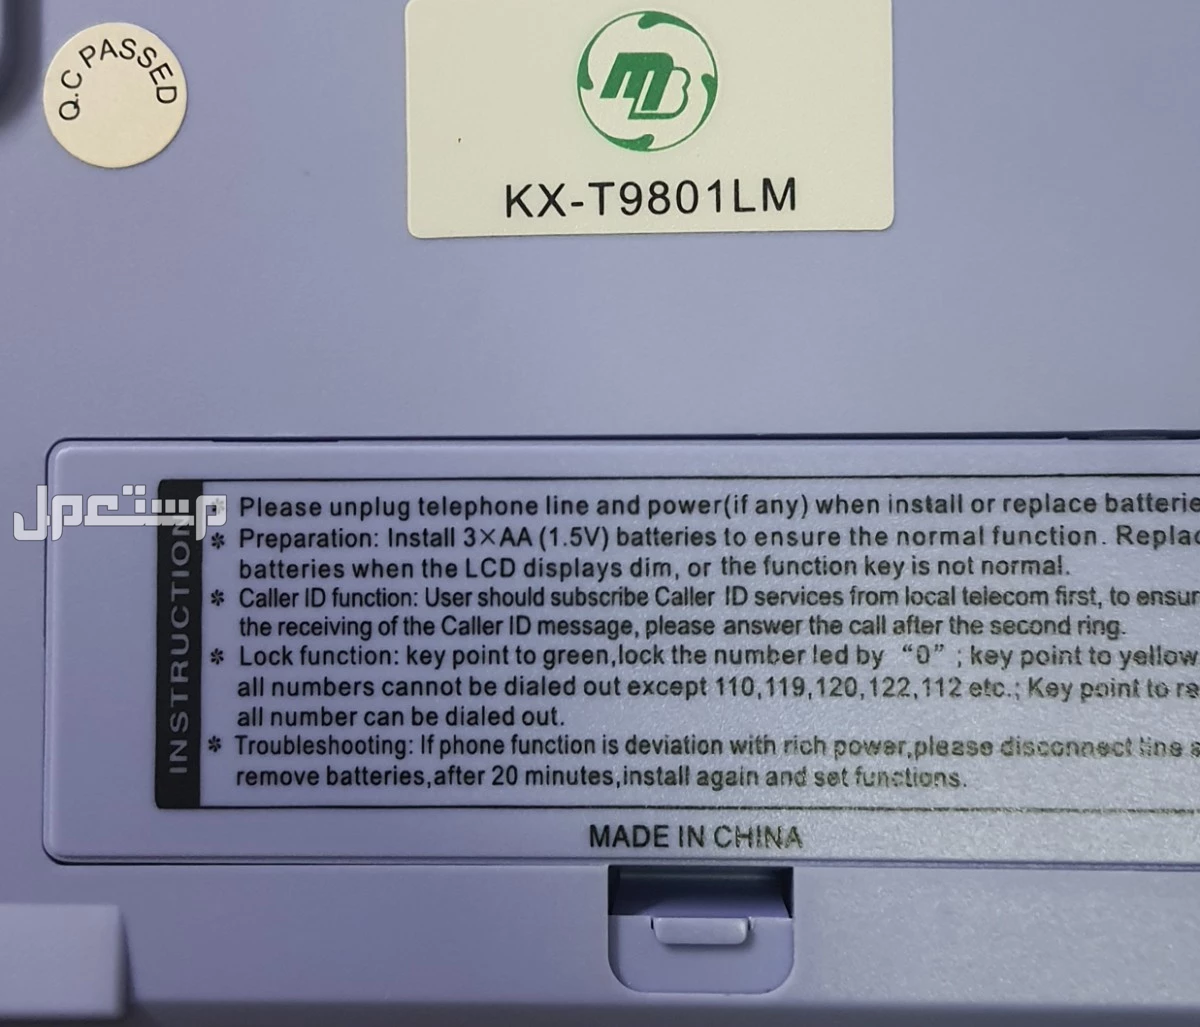 Q.C PASSED
MB
KX-T9801LM
مستعمل
INSTRUCTION
* Please unplug telephone line and power(if any) when install or replace batterie
* Preparation: Install 3×AA (1.5V) batteries to ensure the normal function. Replac
batteries when the LCD displays dim, or the function key is not normal.
* Caller ID function: User should subscribe Caller ID services from local telecom first, to ensur
the receiving of the Caller ID message, please answer the call after the second ring.
* Lock function: key point to green,lock the number led by “0” ; key point to yellow
all numbers cannot be dialed out except 110,119,120,122,112 etc.; Key point to re
all number can be dialed out.
* Troubleshooting: If phone function is deviation with rich power,please disconnect line
remove batteries,after 20 minutes,install again and set functions.
MADE IN CHINA